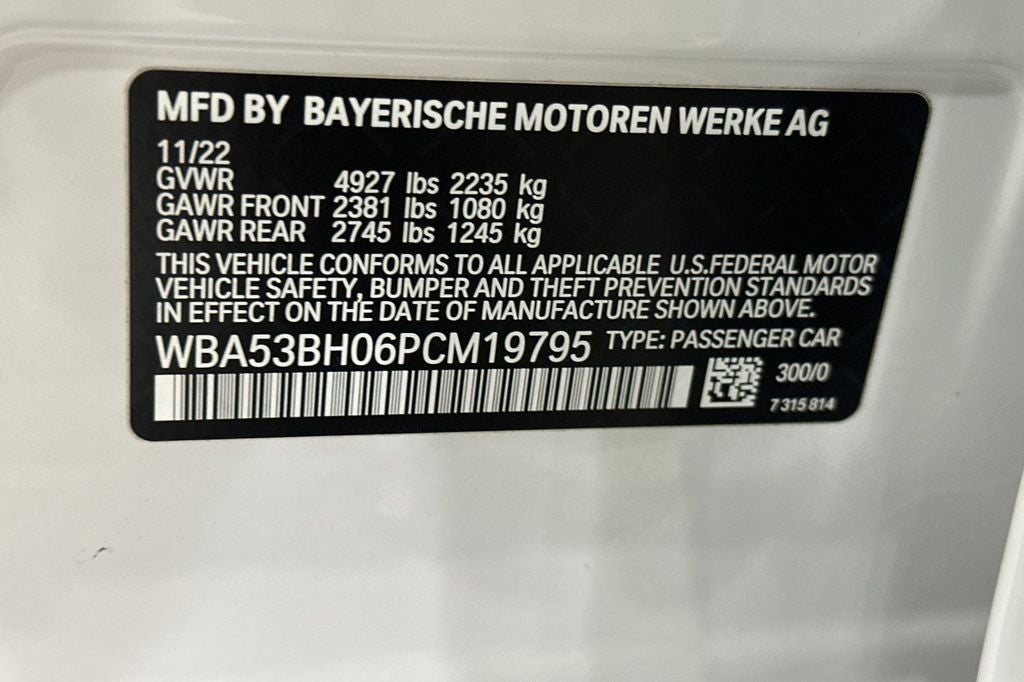 MFD BY BAYERISCHE MOTOREN WERKE AG
11/22
GVWR 4927 lbs 2235 kg
GAWR FRONT 2381 lbs 1080 kg
GAWR REAR 2745 lbs 1245 kg
THIS VEHICLE CONFORMS TO ALL APPLICABLE U.S.FEDERAL MOTOR
VEHICLE SAFETY, BUMPER AND THEFT PREVENTION STANDARDS
IN EFFECT ON THE DATE OF MANUFACTURE SHOWN ABOVE.
WBA53BH06PCM19795 TYPE: PASSENGER CAR
300/0
7 315 814